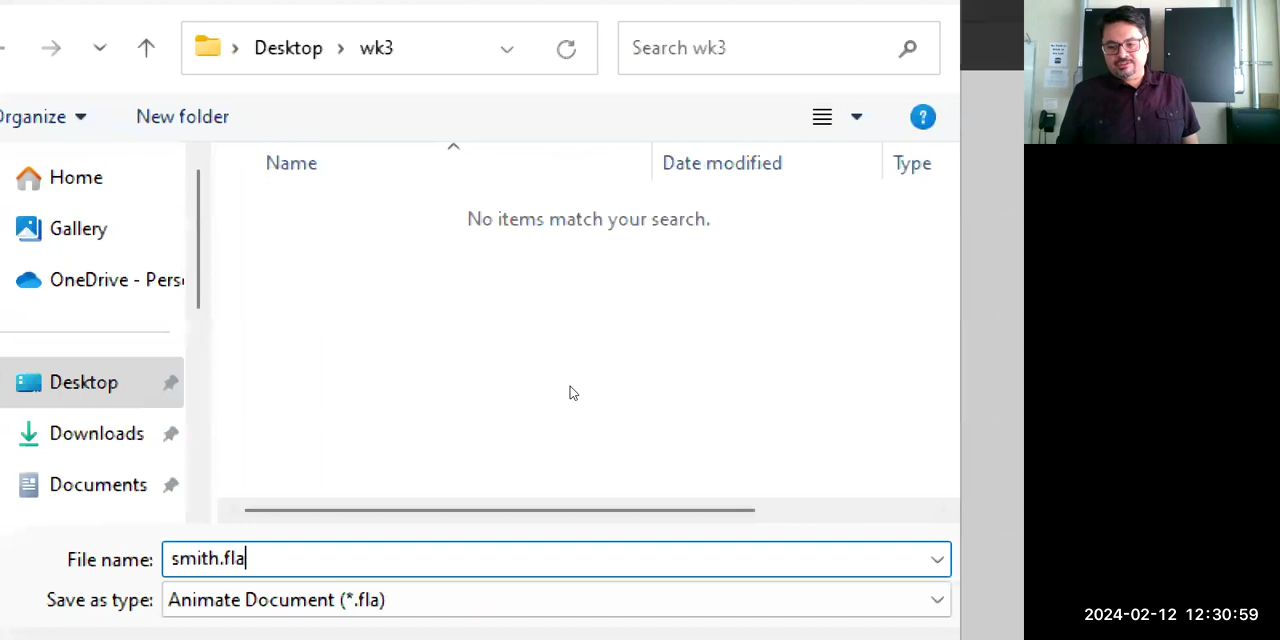 Desktop
wk3
Search wk3
Organize
New folder
?
Name
Date modified
Type
No items match your search.
Home
Gallery
OneDrive - Pers
Desktop
Downloads
Documents
File name: smith.fla
Save as type: Animate Document (*.fla)
2024-02-12 12:30:59